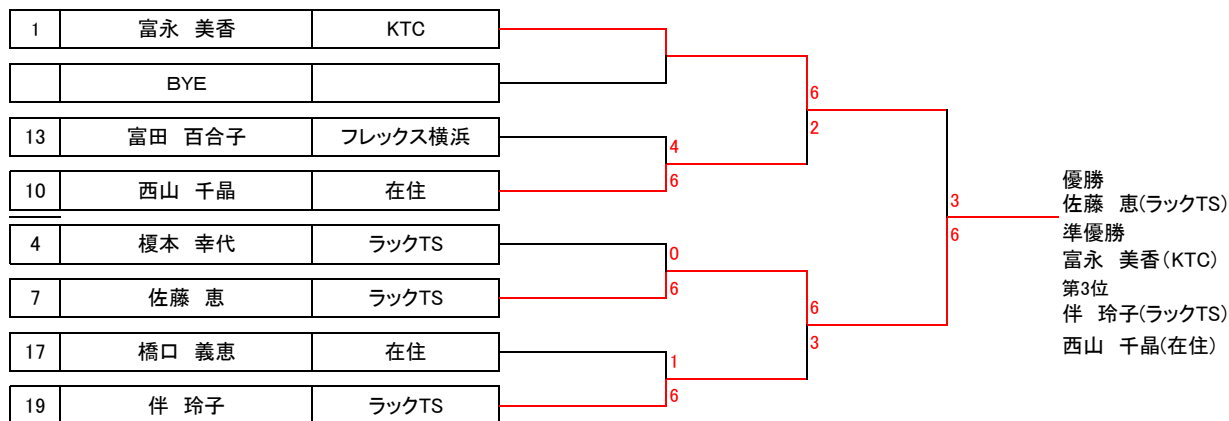 1 富永 美香 KTC
BYE
6
13 富田 百合子 フレックス横浜
2
4
10 西山 千晶 在住
6
優勝
3
佐藤 恵(ラックTS)
4 榎本 幸代 ラックTS
6
準優勝
0
富永 美香(KTC)
7 佐藤 恵 ラックTS
6
第3位
6
伴 玲子(ラックTS)
17 橋口 義恵 在住
3
西山 千晶(在住)
1
19 伴 玲子 ラックTS
6